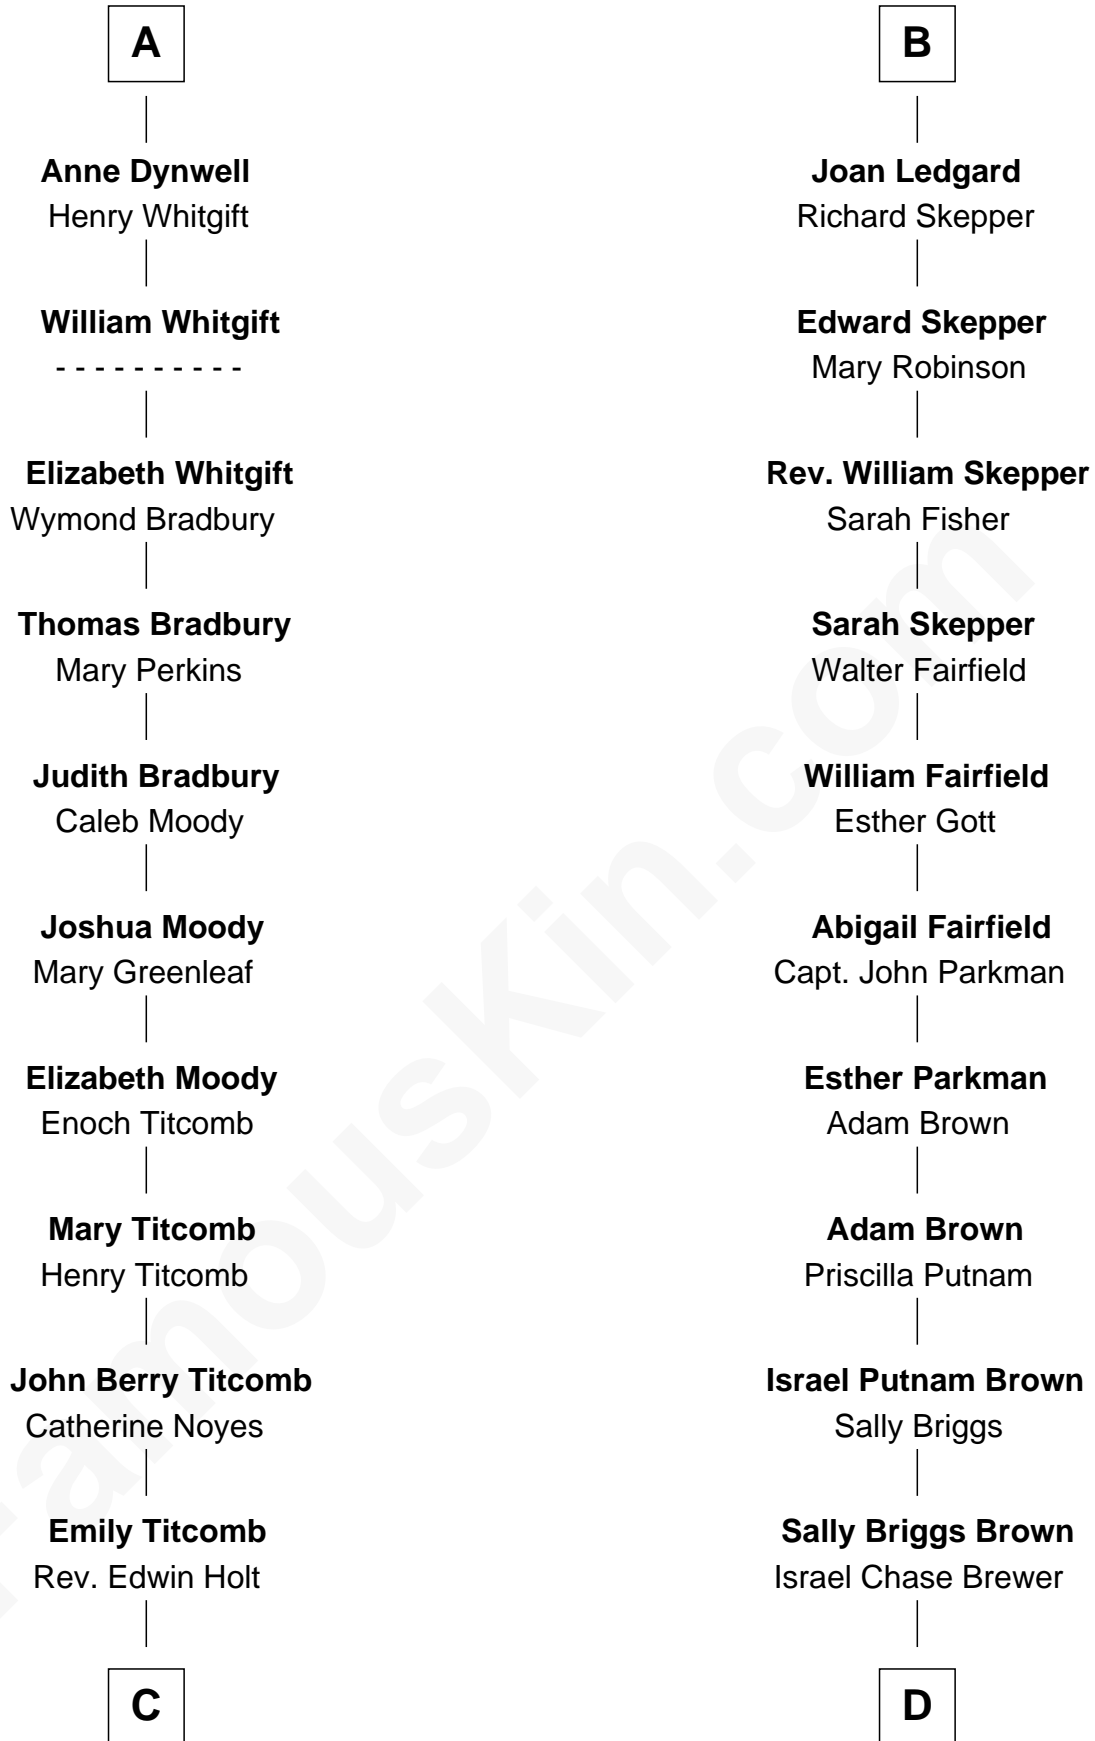 A
Anne Dynwell
Henry Whitgift
William Whitgift
- - - - - - - - - -
Elizabeth Whitgift
Wymond Bradbury
Thomas Bradbury
Mary Perkins
Judith Bradbury
Caleb Moody
Joshua Moody
Mary Greenleaf
Elizabeth Moody
Enoch Titcomb
Mary Titcomb
Henry Titcomb
John Berry Titcomb
Catherine Noyes
Emily Titcomb
Rev. Edwin Holt
C
B
Joan Ledgard
Richard Skepper
Edward Skepper
Mary Robinson
Rev. William Skepper
Sarah Fisher
Sarah Skepper
Walter Fairfield
William Fairfield
Esther Gott
Abigail Fairfield
Capt. John Parkman
Esther Parkman
Adam Brown
Adam Brown
Priscilla Putnam
Israel Putnam Brown
Sally Briggs
Sally Briggs Brown
Israel Chase Brewer
D
FamousKin.com